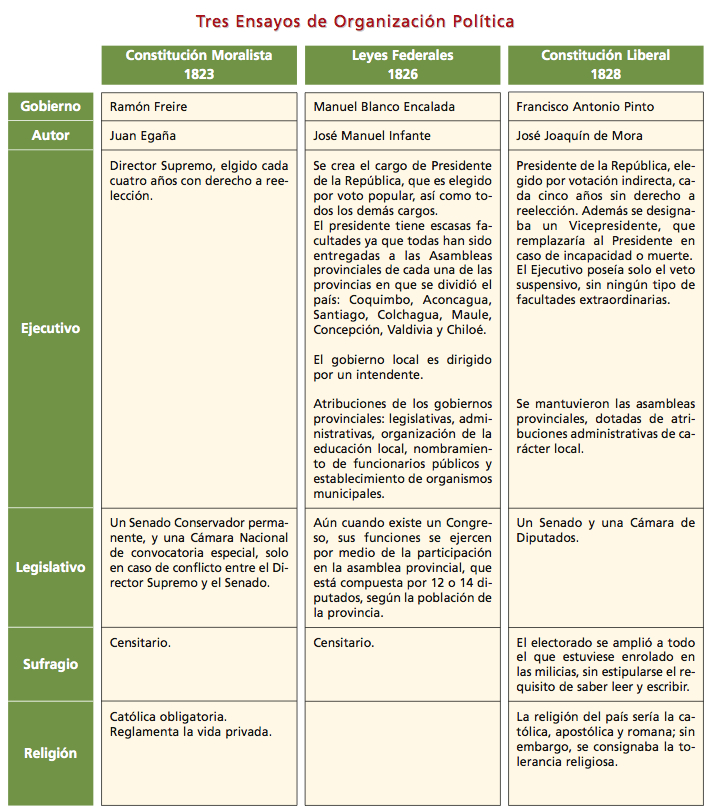 Tres Ensayos de Organización Política
Constitución Moralista
1823
Leyes Federales
1826
Constitución Liberal
1828
Gobierno
Ramón Freire
Manuel Blanco Encalada
Francisco Antonio Pinto
Autor
Juan Egaña
José Manuel Infante
José Joaquín de Mora
Ejecutivo
Director Supremo, elgido cada
cuatro años con derecho a ree-
lección.
Se crea el cargo de Presidente
de la República, que es elegido
por voto popular, así como to-
dos los demás cargos.
El presidente tiene escasas fa-
cultades ya que todas han sido
entregadas a las Asambleas
provinciales de cada una de las
provincias en que se dividió el
país: Coquimbo, Aconcagua,
Santiago, Colchagua, Maule,
Concepción, Valdivia y Chiloé.
El gobierno local es dirigido
por un intendente.
Atribuciones de los gobiernos
provinciales: legislativas, admi-
nistrativas, organización de la
educación local, nombramien-
to de funcionarios públicos y
establecimiento de organismos
municipales.
Presidente de la República, ele-
gido por votación indirecta, ca-
da cinco años sin derecho a
reelección. Además se designa-
ba un Vicepresidente, que
remplazaría al Presidente en
caso de incapacidad o muerte.
El Ejecutivo poseía solo el veto
suspensivo, sin ningún tipo de
facultades extraordinarias.
Se mantuvieron las asambleas
provinciales, dotadas de atri-
buciones administrativas de ca-
rácter local.
Legislativo
Un Senado Conservador perma-
nente, y una Cámara Nacional
de convocatoria especial, solo
en caso de conflicto entre el Di-
rector Supremo y el Senado.
Aún cuando existe un Congre-
so, sus funciones se ejercen
por medio de la participación
en la asamblea provincial, que
está compuesta por 12 o 14 di-
putados, según la población de
la provincia.
Un Senado y una Cámara de
Diputados.
Sufragio
Censitario.
Censitario.
El electorado se amplió a todo
el que estuviese enrolado en
las milicias, sin estipularse el re-
quisito de saber leer y escribir.
Religión
Católica obligatoria.
Reglamenta la vida privada.
La religión del país sería la ca-
tólica, apostólica y romana; sin
embargo, se consignaba la to-
lerancia religiosa.